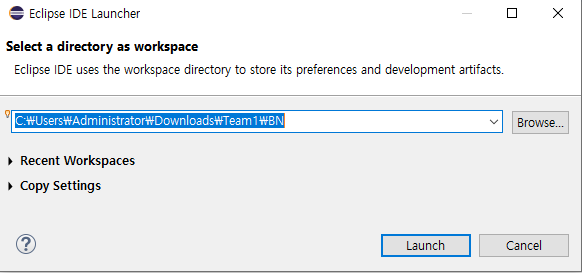 Eclipse IDE Launcher
Select a directory as workspace
Eclipse IDE uses the workspace directory to store its preferences and development artifacts.
C:₩Users₩Administrator₩Downloads₩Team1₩BN
Browse...
Recent Workspaces
Copy Settings
?
Launch
Cancel